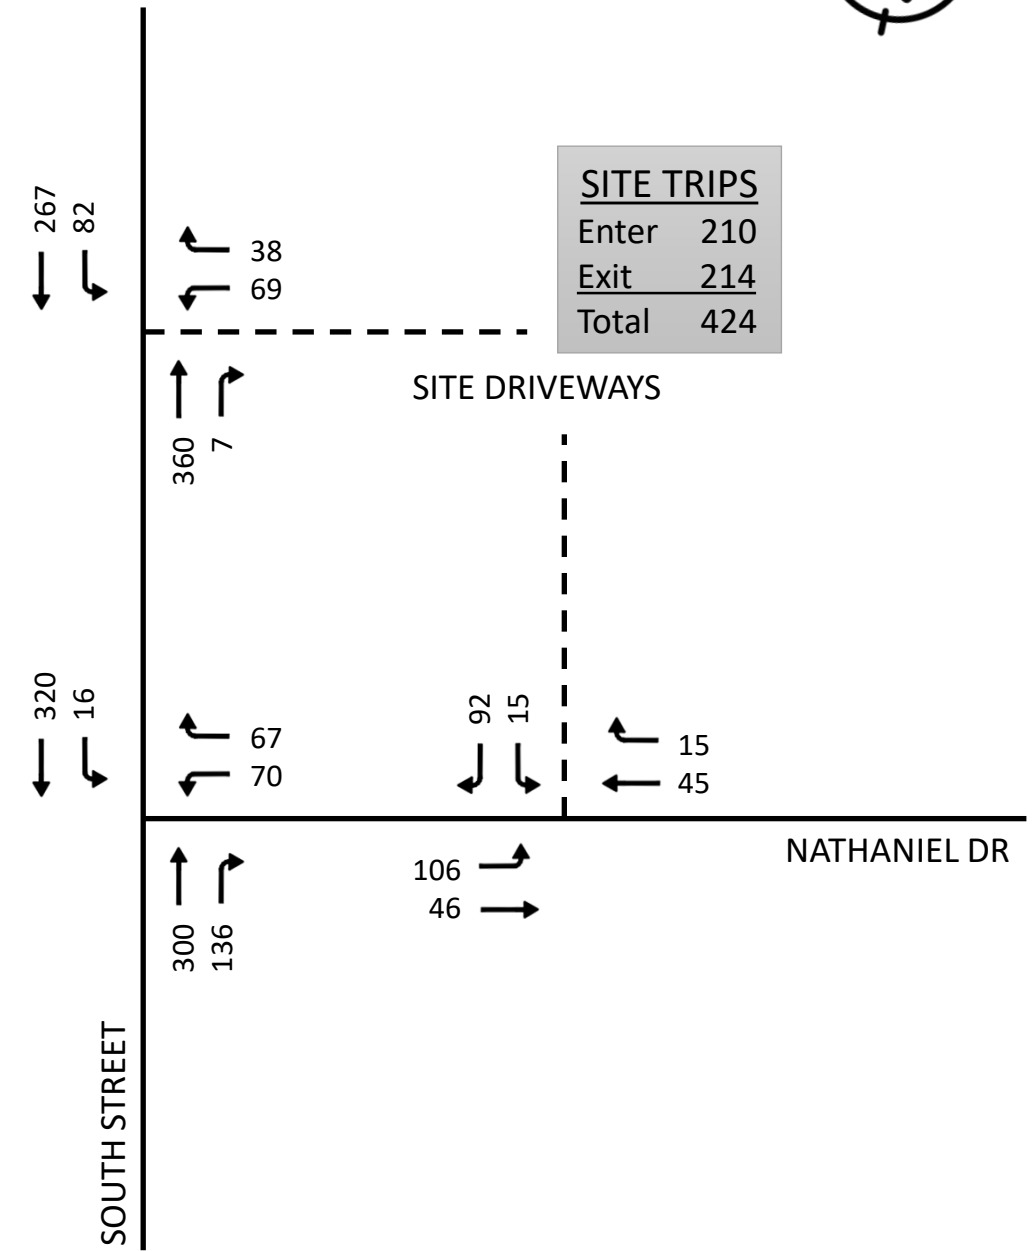 267
82
38
69
SITE TRIPS
Enter 210
Exit 214
Total 424
SITE DRIVEWAYS
360
7
320
16
67
70
92
15
15
45
NATHANIEL DR
106
46
300
136
SOUTH STREET